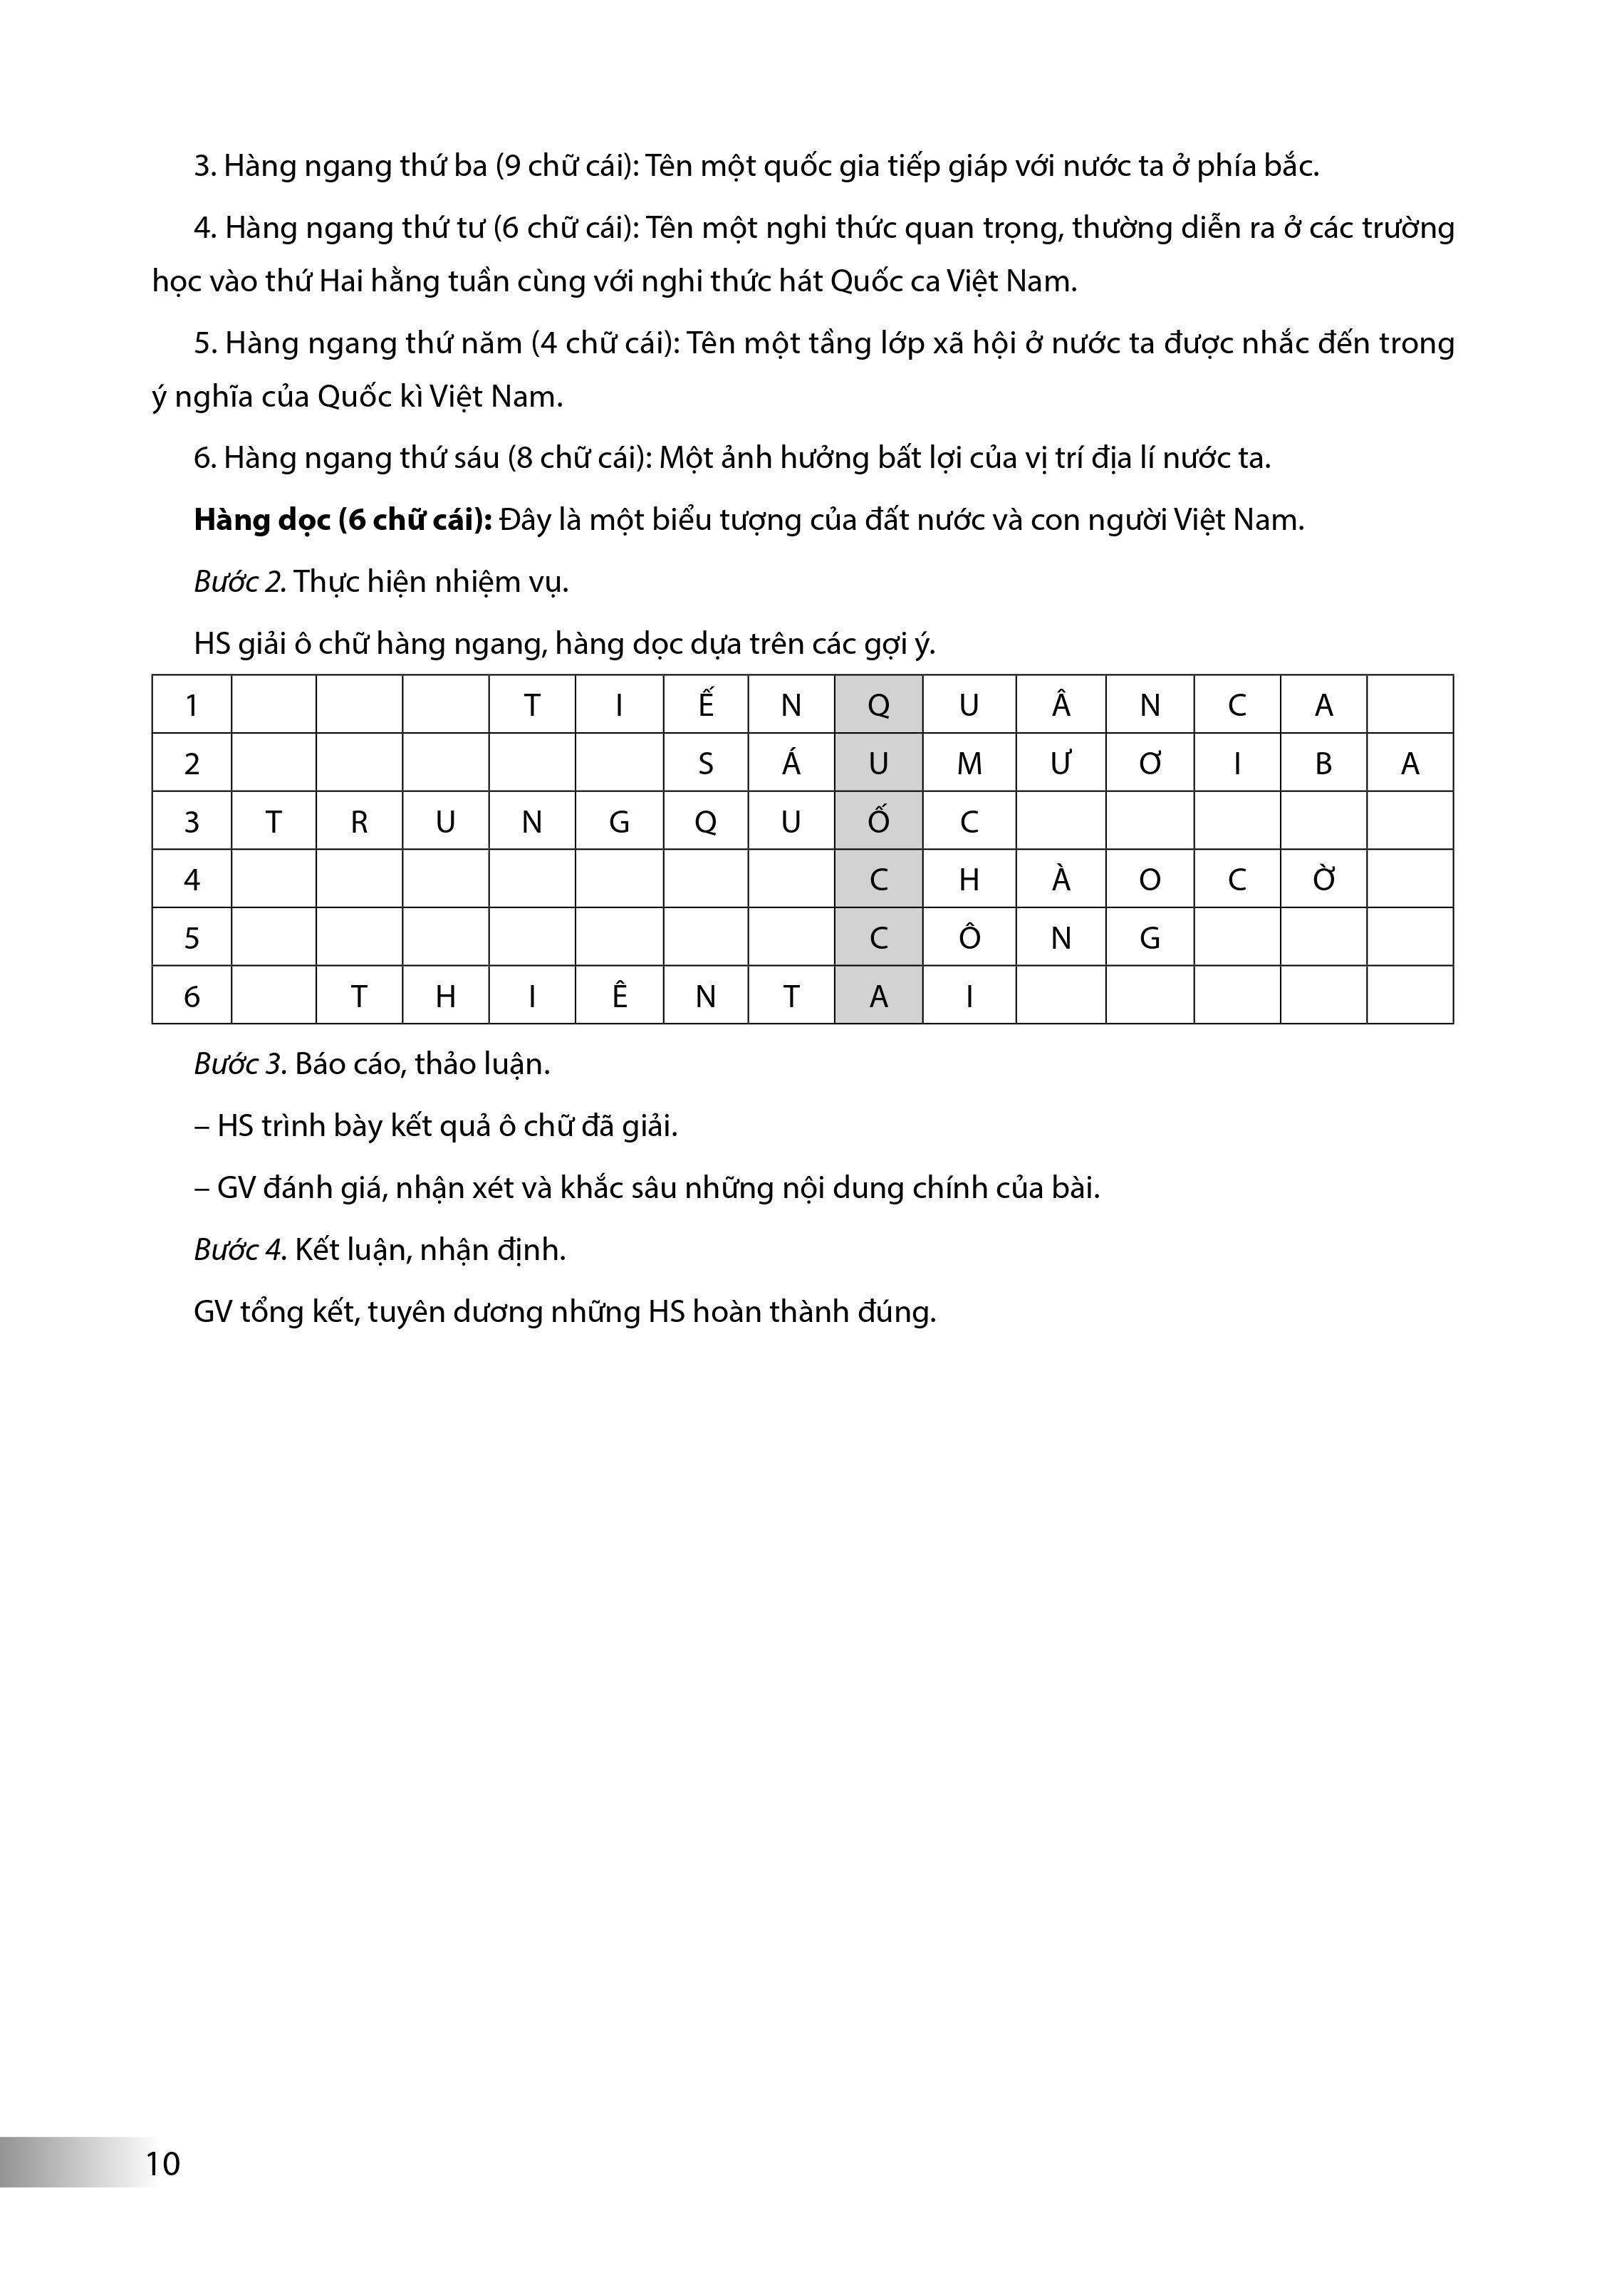 3. Hàng ngang thứ ba (9 chữ cái): Tên một quốc gia tiếp giáp với nước ta ở phía bắc.
4. Hàng ngang thứ tư (6 chữ cái): Tên một nghi thức quan trọng, thường diễn ra ở các trường
học vào thứ Hai hằng tuần cùng với nghi thức hát Quốc ca Việt Nam.
5. Hàng ngang thứ năm (4 chữ cái): Tên một tầng lớp xã hội ở nước ta được nhắc đến trong
ý nghĩa của Quốc kì Việt Nam.
6. Hàng ngang thứ sáu (8 chữ cái): Một ảnh hưởng bất lợi của vị trí địa lí nước ta.
Hàng dọc (6 chữ cái): Đây là một biểu tượng của đất nước và con người Việt Nam.
Bước 2. Thực hiện nhiệm vụ.
HS giải ô chữ hàng ngang, hàng dọc dựa trên các gợi ý.
1 T I Ế N Q U Â N C A
2 S Á U M Ư Ơ I B A
3 T R U N G Q U Ố C
4 C H À O C Ờ
5 C Ô N G
6 T H I Ê N T A I
Bước 3. Báo cáo, thảo luận.
– HS trình bày kết quả ô chữ đã giải.
– GV đánh giá, nhận xét và khắc sâu những nội dung chính của bài.
Bước 4. Kết luận, nhận định.
GV tổng kết, tuyên dương những HS hoàn thành đúng.
10